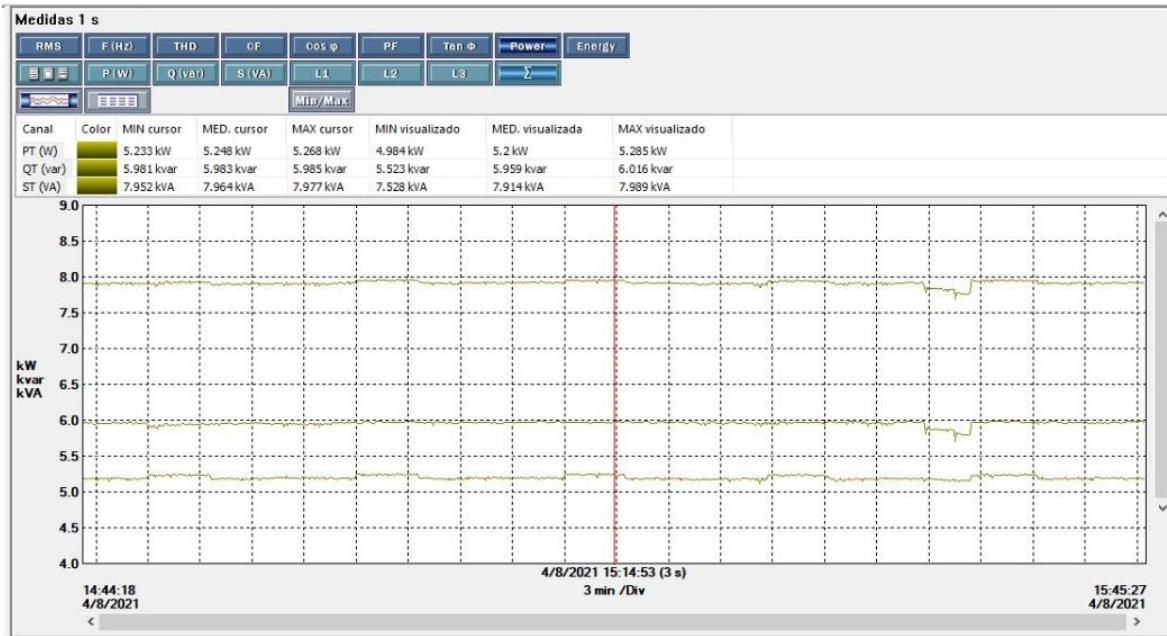 Medidas 1 s
RMS F (Hz) THD CF Cos φ PF Tan Φ Power Energy
P (W) Q (var) S (VA) L1 L2 L3 Σ
Min/Max
Canal Color MIN cursor MED. cursor MAX cursor MIN visualizado MED. visualizada MAX visualizado
PT (W) 5.233 kW 5.248 kW 5.268 kW 4.984 kW 5.2 kW 5.285 kW
QT (var) 5.981 kvar 5.983 kvar 5.985 kvar 5.523 kvar 5.959 kvar 6.016 kvar
ST (VA) 7.952 kVA 7.964 kVA 7.977 kVA 7.528 kVA 7.914 kVA 7.989 kVA
9.0
8.5
8.0
7.5
7.0
kW
kvar
kVA
6.5
6.0
5.5
5.0
4.5
4.0
4/8/2021 15:14:53 (3 s)
14:44:18 3 min /Div 15:45:27
4/8/2021 4/8/2021